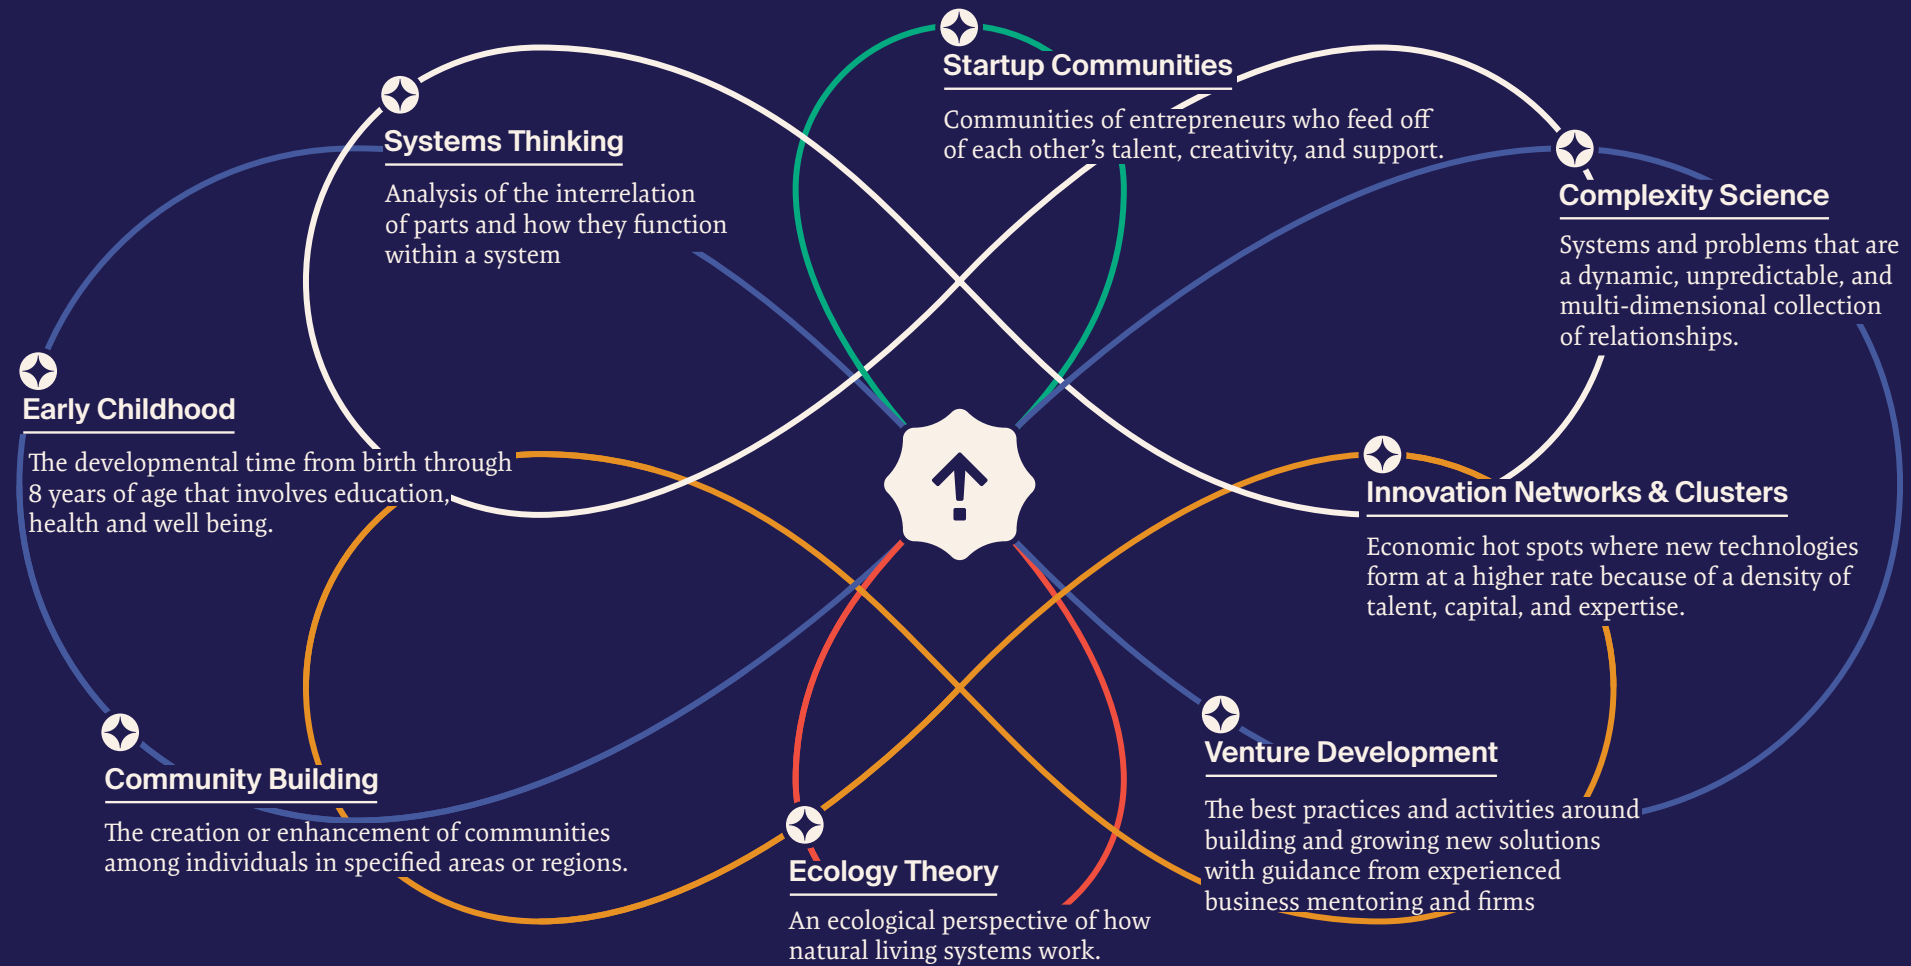 Startup Communities
Communities of entrepreneurs who feed off
of each other’s talent, creativity, and support.
Systems Thinking
Analysis of the interrelation
of parts and how they function
within a system
Complexity Science
Systems and problems that are
a dynamic, unpredictable, and
multi-dimensional collection
of relationships.
Early Childhood
The developmental time from birth through
8 years of age that involves education,
health and well being.
Innovation Networks & Clusters
Economic hot spots where new technologies
form at a higher rate because of a density of
talent, capital, and expertise.
Community Building
The creation or enhancement of communities
among individuals in specified areas or regions.
Venture Development
The best practices and activities around
building and growing new solutions
with guidance from experienced
business mentoring and firms
Ecology Theory
An ecological perspective of how
natural living systems work.